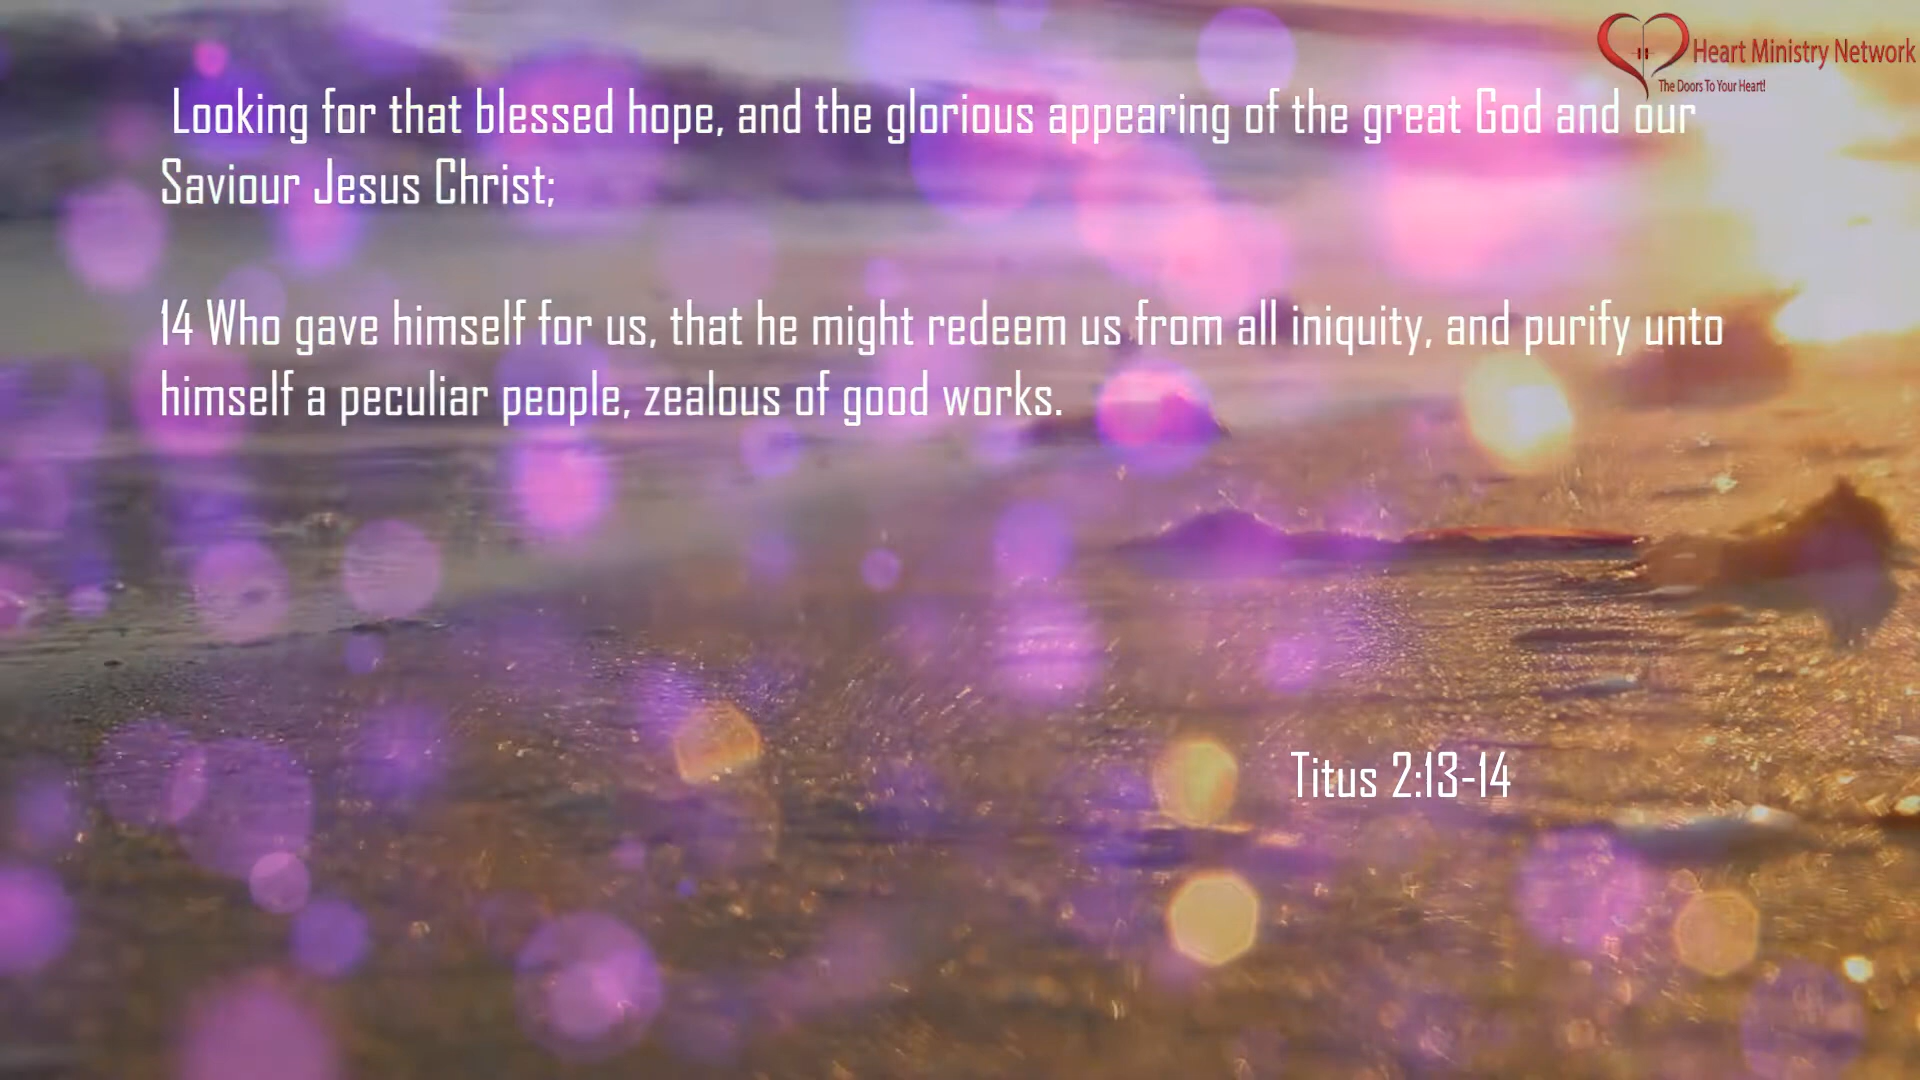 Heart Ministry Network
The Doors To Your Heart!
Looking for that blessed hope, and the glorious appearing of the great God and our
Saviour Jesus Christ;
14 Who gave himself for us, that he might redeem us from all iniquity, and purify unto
himself a peculiar people, zealous of good works.
Titus 2:13-14